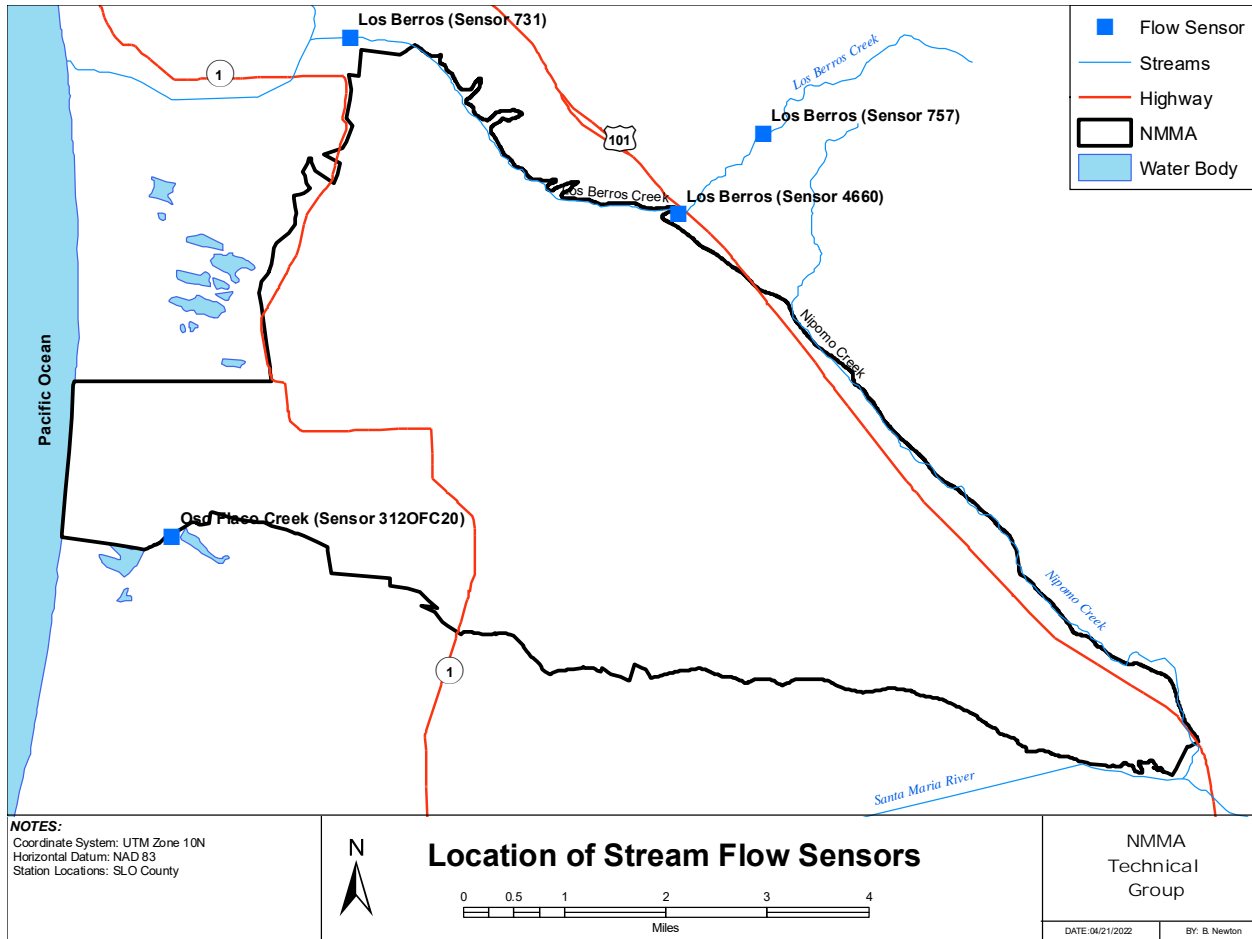 Los Berros (Sensor 731)
Flow Sensor
Streams
Highway
NMMA
Water Body
1
Los Berros Creek
101
Los Berros (Sensor 757)
Los Berros Creek
Los Berros (Sensor 4660)
Nipomo Creek
Pacific Ocean
Oso Flaco Creek (Sensor 312OFC20)
Nipomo Creek
1
Santa Maria River
NOTES:
Coordinate System: UTM Zone 10N
Horizontal Datum: NAD 83
Station Locations: SLO County
N
Location of Stream Flow Sensors
0 0.5 1 2 3 4
Miles
NMMA
Technical
Group
DATE:04/21/2022
BY: B. Newton